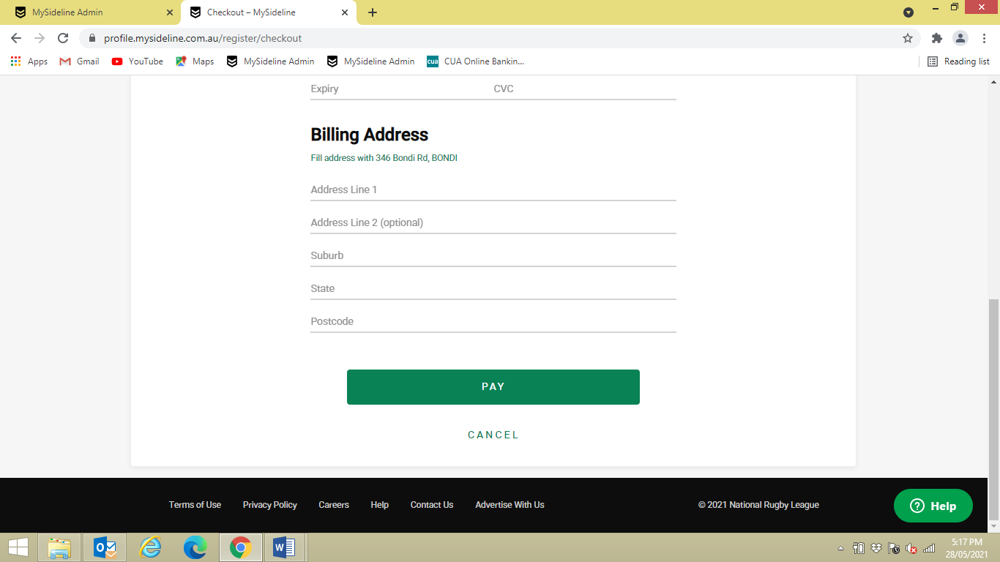 MySideline Admin
Checkout – MySideline
profile.mysideline.com.au/register/checkout
Apps
Gmail
YouTube
Maps
MySideline Admin
MySideline Admin
cua
CUA Online Bankin...
Reading list
Expiry
CVC
Billing Address
Fill address with 346 Bondi Rd, BONDI
Address Line 1
Address Line 2 (optional)
Suburb
State
Postcode
PAY
CANCEL
Terms of Use
Privacy Policy
Careers
Help
Contact Us
Advertise With Us
© 2021 National Rugby League
Help
5:17 PM
28/05/2021